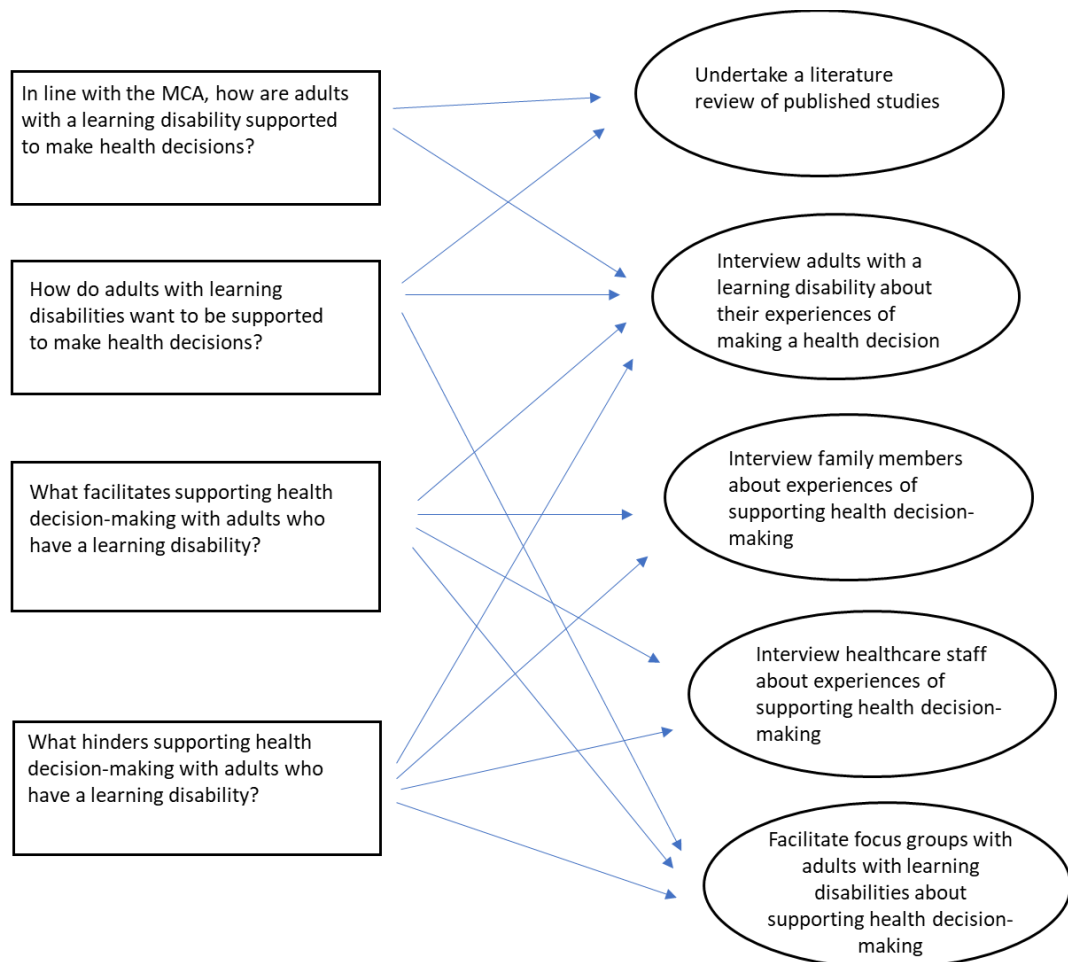 In line with the MCA, how are adults
with a learning disability supported
to make health decisions?
How do adults with learning
disabilities want to be supported
to make health decisions?
What facilitates supporting health
decision-making with adults who
have a learning disability?
What hinders supporting health
decision-making with adults who
have a learning disability?
Undertake a literature
review of published studies
Interview adults with a
learning disability about
their experiences of
making a health decision
Interview family members
about experiences of
supporting health decision-
making
Interview healthcare staff
about experiences of
supporting health decision-
making
Facilitate focus groups with
adults with learning
disabilities about
supporting health decision-
making